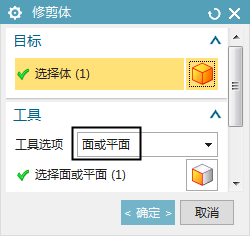 修剪体
目标
选择体 (1)
工具
工具选项 面或平面
选择面或平面 (1)
< 确定 > 取消